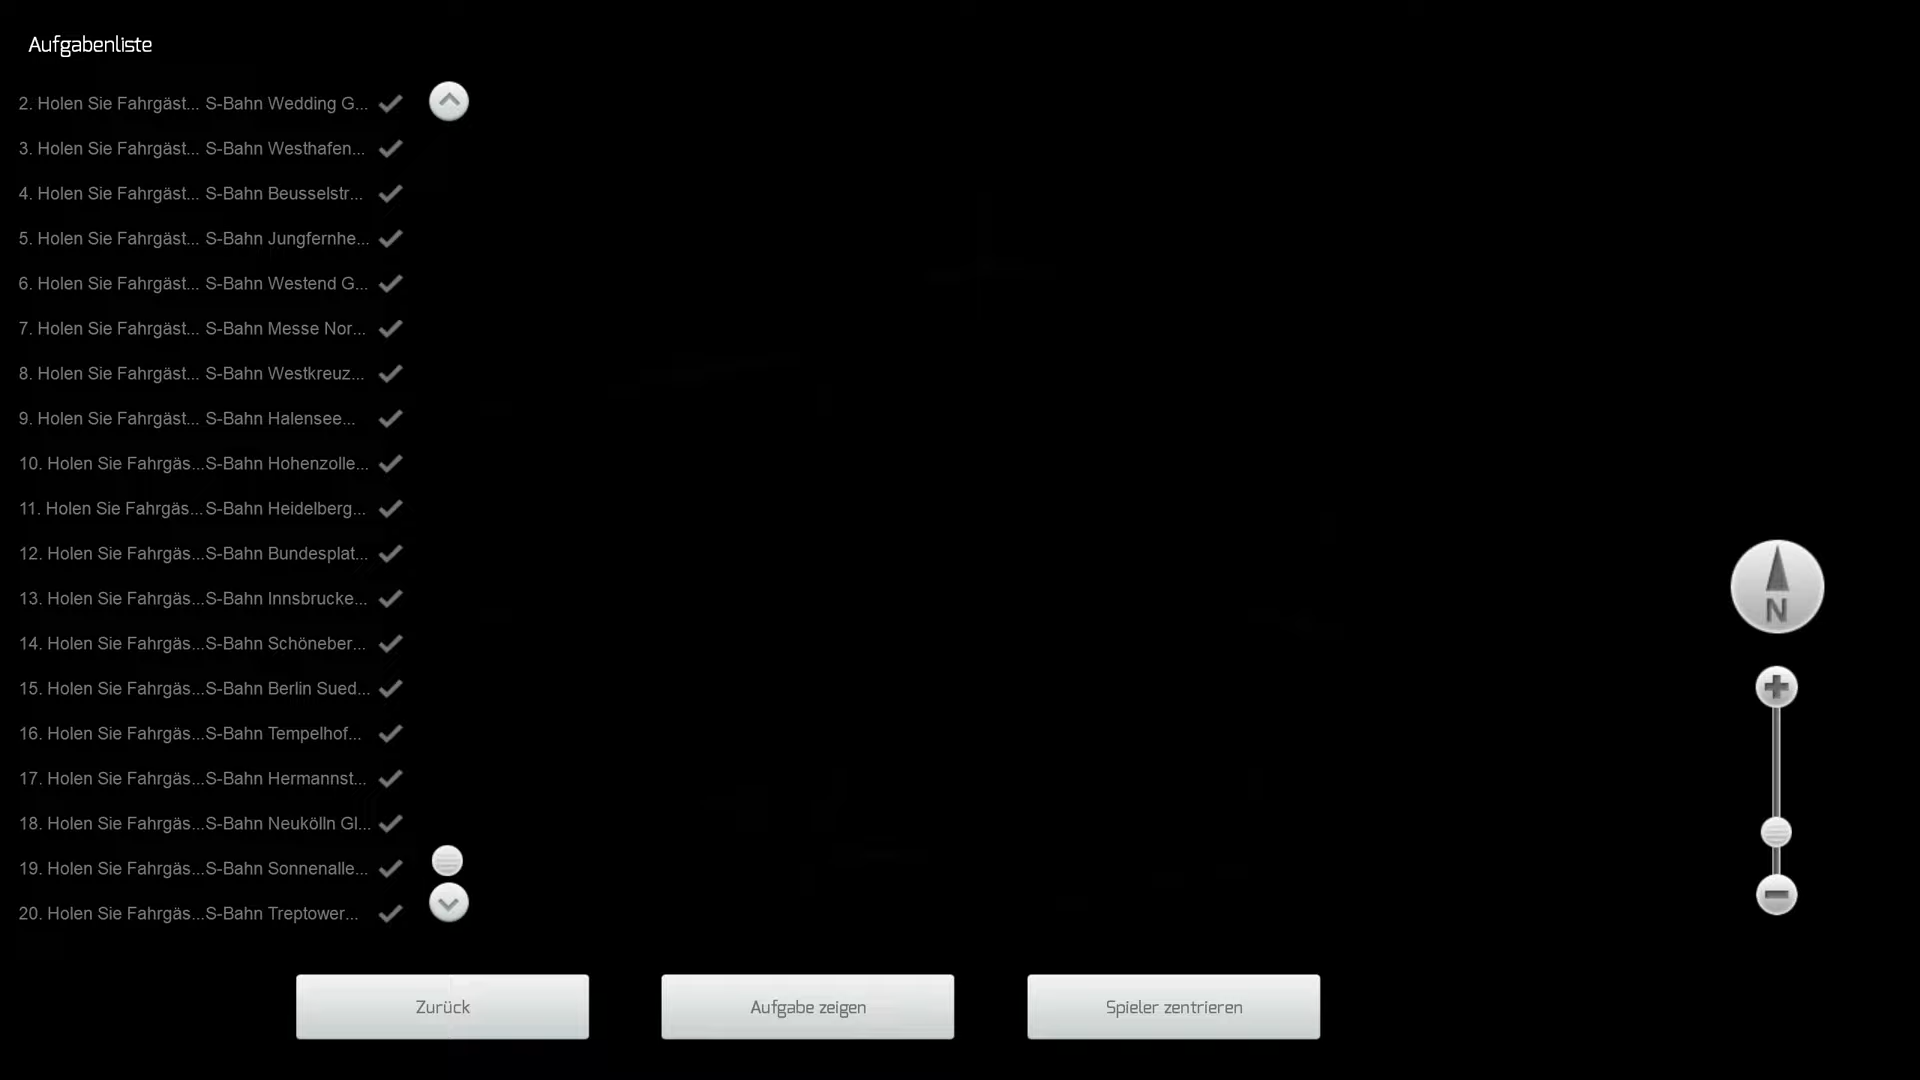 Aufgabenliste
2. Holen Sie Fahrgäst... S-Bahn Wedding G...
3. Holen Sie Fahrgäst... S-Bahn Westhafen...
4. Holen Sie Fahrgäst... S-Bahn Beusselstr...
5. Holen Sie Fahrgäst... S-Bahn Jungfernhe...
6. Holen Sie Fahrgäst... S-Bahn Westend G...
7. Holen Sie Fahrgäst... S-Bahn Messe Nor...
8. Holen Sie Fahrgäst... S-Bahn Westkreuz...
9. Holen Sie Fahrgäst... S-Bahn Halensee...
10. Holen Sie Fahrgäs...S-Bahn Hohenzolle...
11. Holen Sie Fahrgäs...S-Bahn Heidelberg...
12. Holen Sie Fahrgäs...S-Bahn Bundesplat...
13. Holen Sie Fahrgäs...S-Bahn Innsbrucke...
14. Holen Sie Fahrgäs...S-Bahn Schöneber...
15. Holen Sie Fahrgäs...S-Bahn Berlin Sued...
16. Holen Sie Fahrgäs...S-Bahn Tempelhof...
17. Holen Sie Fahrgäs...S-Bahn Hermannst...
18. Holen Sie Fahrgäs...S-Bahn Neukölln Gl...
19. Holen Sie Fahrgäs...S-Bahn Sonnenalle...
20. Holen Sie Fahrgäs...S-Bahn Treptower...
N
Zurück
Aufgabe zeigen
Spieler zentrieren